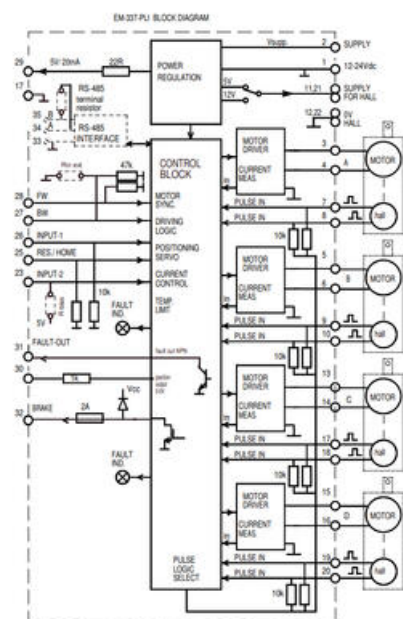 EM-337-PLI BLOCK DIAGRAM
29
5V/ 20mA
22R
17
RS-485
terminal
resistor
35
B
34
A
33
RS-485
INTERFACE
POWER
REGULATION
Vsupp.
2
SUPPLY
1
12-24Vdc
5V
12V
11,21
SUPPLY
FOR HALL
12,22
0V
HALL
47k
CONTROL
BLOCK
MOTOR
SYNC.
DRIVING
LOGIC
POSITIONING
SERVO
CURRENT
CONTROL
TEMP.
LIMIT
28
FW
27
BW
26
INPUT-1
25
RES./ HOME
23
INPUT-2
10k
5V
FAULT
IND.
31
FAULT-OUT
fault out NPN
30
1k
32
BRAKE
2A
Vcc
FAULT
IND.
PULSE
LOGIC
SELECT
MOTOR
DRIVER
CURRENT
MEAS.
3
4
A
MOTOR
PULSE IN
7
PULSE IN
8
hall
10k
MOTOR
DRIVER
CURRENT
MEAS.
5
6
B
MOTOR
PULSE IN
9
PULSE IN
10
hall
10k
MOTOR
DRIVER
CURRENT
MEAS.
13
14
C
MOTOR
PULSE IN
17
PULSE IN
18
hall
10k
MOTOR
DRIVER
CURRENT
MEAS.
15
16
D
MOTOR
PULSE IN
19
PULSE IN
20
hall
10k